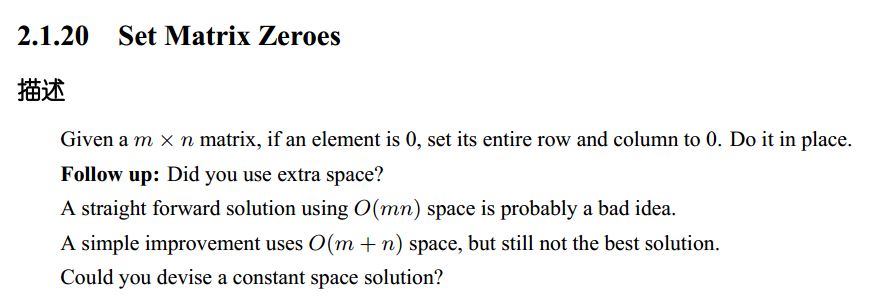 2.1.20 Set Matrix Zeroes
描述
Given a m × n matrix, if an element is 0, set its entire row and column to 0. Do it in place.
Follow up: Did you use extra space?
A straight forward solution using O(mn) space is probably a bad idea.
A simple improvement uses O(m + n) space, but still not the best solution.
Could you devise a constant space solution?